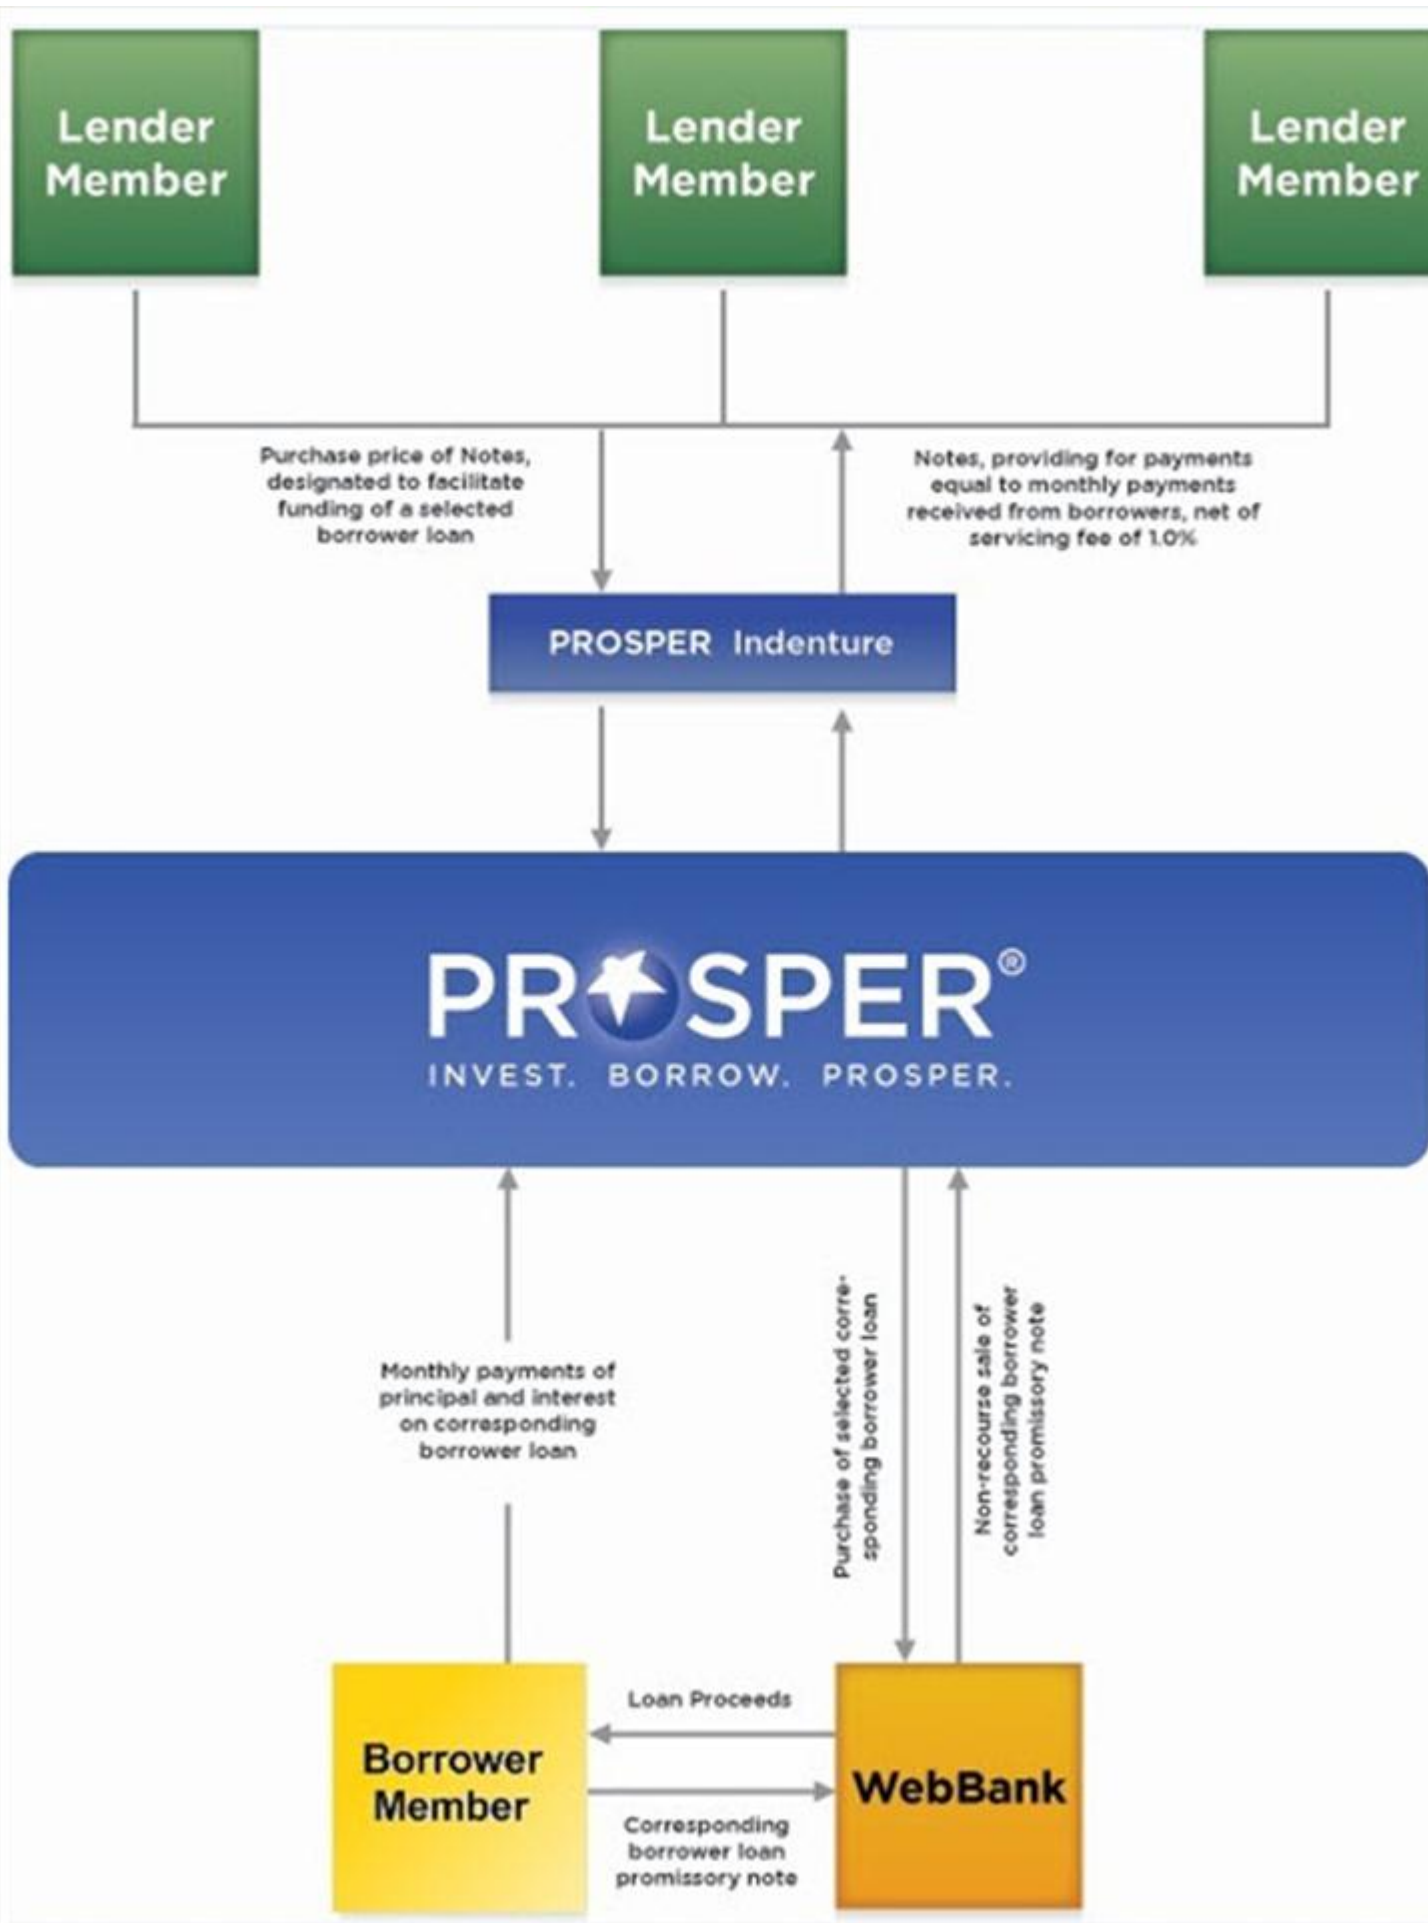 Lender
Member
Lender
Member
Lender
Member
Purchase price of Notes,
designated to facilitate
funding of a selected
borrower loan
Notes, providing for payments
equal to monthly payments
received from borrowers, net of
servicing fee of 1.0%
PROSPER Indenture
PROSPER®
INVEST. BORROW. PROSPER.
Monthly payments of
principal and interest
on corresponding
borrower loan
Purchase of selected corre-
sponding borrower loan
Non-recourse sale of
corresponding borrower
loan promissory note
Loan Proceeds
Borrower
Member
WebBank
Corresponding
borrower loan
promissory note